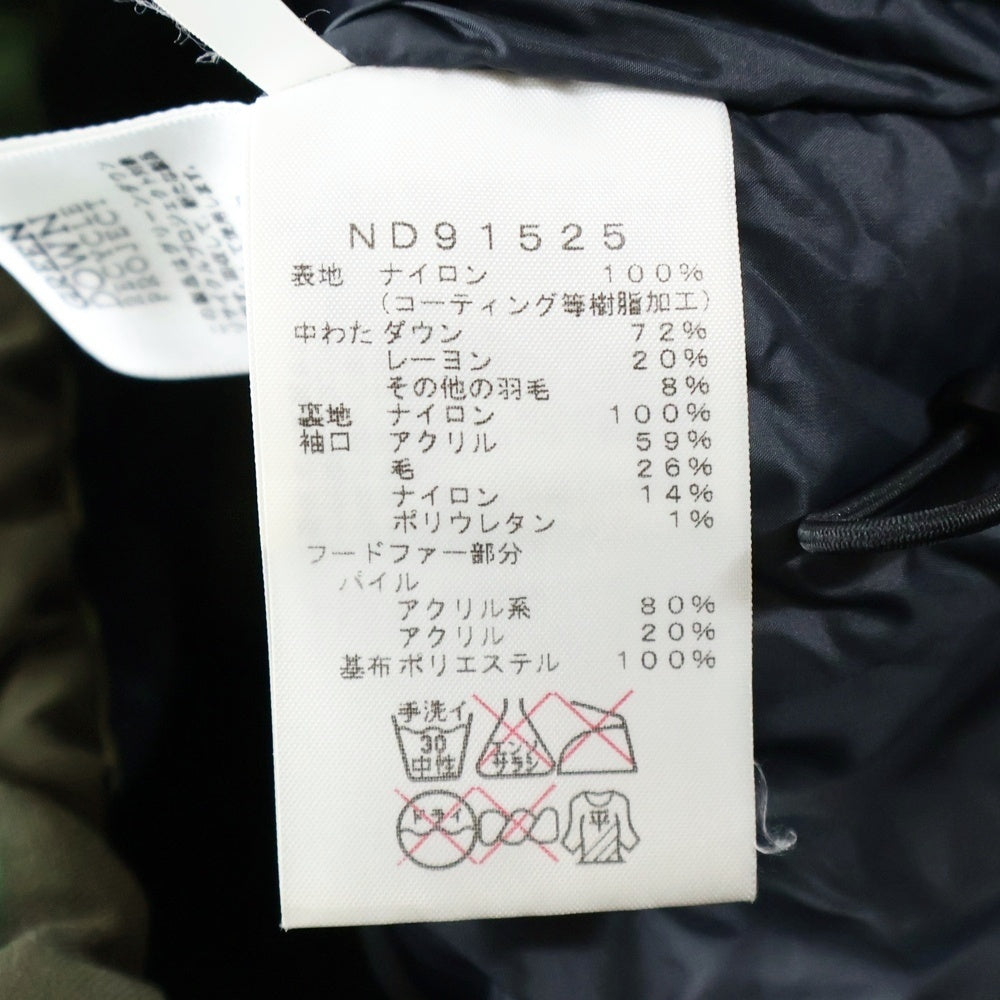 ND91525
表地 ナイロン 100%
(コーティング等樹脂加工)
中わた ダウン 72%
レーヨン 20%
その他の羽毛 8%
裏地 ナイロン 100%
袖口 アクリル 59%
毛 26%
ナイロン 14%
ポリウレタン 1%
フードファー部分
パイル
アクリル系 80%
アクリル 20%
基布 ポリエステル 100%
手洗イ
30
中性
エンソ
サラシ
ドライ
平
GREEN
DOWN
RECYCLE
PROJECT